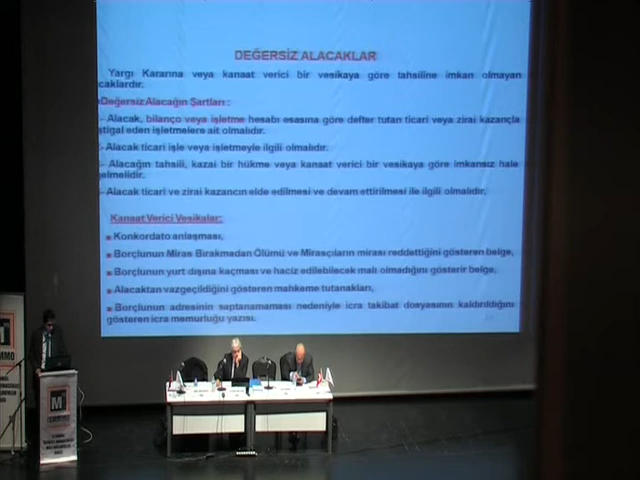 DEĞERSİZ ALACAKLAR
Yargı Kararına veya kanaat verici bir vesikaya göre tahsiline imkan olmayan
caklardır.
Değersiz Alacağın Şartları :
- Alacak, bilanço veya işletme hesabı esasına göre defter tutan ticari veya zirai kazançla
ştigal eden işletmelere ait olmalıdır.
- Alacak ticari işle veya işletmeyle ilgili olmalıdır.
- Alacağın tahsili, kazai bir hükme veya kanaat verici bir vesikaya göre imkansız hale
elmelidir.
- Alacak ticari ve zirai kazancın elde edilmesi ve devam ettirilmesi ile ilgili olmalıdır.
Kanaat Verici Vesikalar:
Konkordato anlaşması,
Borçlunun Miras Bırakmadan Ölümü ve Mirasçıların mirası reddettiğini gösteren belge,
Borçlunun yurt dışına kaçması ve haciz edilebilecek malı olmadığını gösterir belge,
Alacaktan vazgeçildiğini gösteren mahkeme tutanakları,
Borçlunun adresinin saptanamaması nedeniyle icra takibat dosyasının kaldırıldığını
gösteren icra memurluğu yazısı.